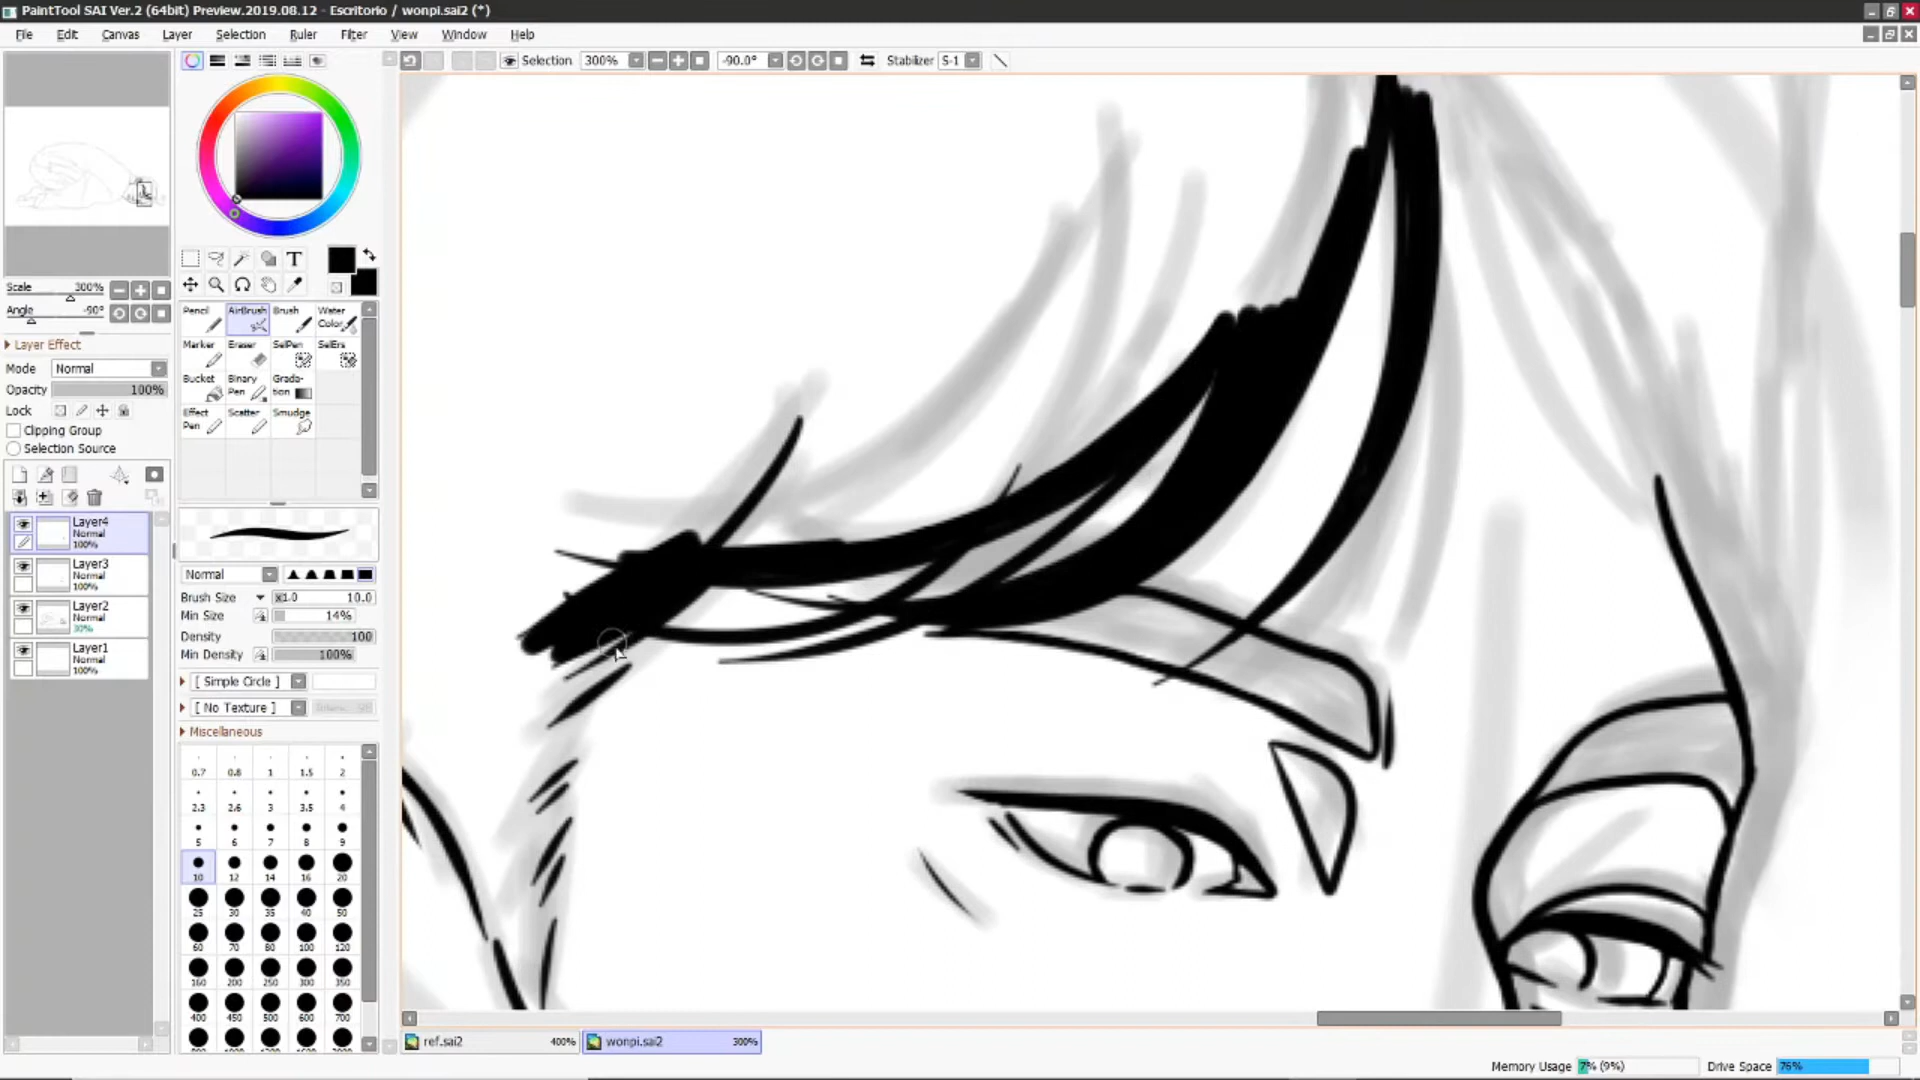 PaintTool SAI Ver.2 (64bit) Preview.2019.08.12 - Escritorio / wonpi.sai2 (*)
File Edit Canvas Layer Selection Ruler Filter View Window Help
Selection 300% -90.0° Stabilizer S-1
Scale 300%
Angle -90°
Layer Effect
Mode Normal
Opacity 100%
Lock
Clipping Group
Selection Source
Layer4
Normal
100%
Layer3
Normal
100%
Layer2
Normal
30%
Layer1
Normal
100%
T
Pencil AirBrush Brush Water Color
Marker Eraser SelPen SelErs
Bucket Binary Pen Grada-tion
Effect Pen Scatter Smudge
Normal
Brush Size x1.0 10.0
Min Size 14%
Density 100
Min Density 100%
[ Simple Circle ]
[ No Texture ]
Miscellaneous
0.7 0.8 1 1.5 2
2.3 2.6 3 3.5 4
5 6 7 8 9
10 12 14 16 20
25 30 35 40 50
60 70 80 100 120
160 200 250 300 350
400 450 500 600 700
ref.sai2 400% wonpi.sai2 300%
Memory Usage 7% (9%) Drive Space 76%